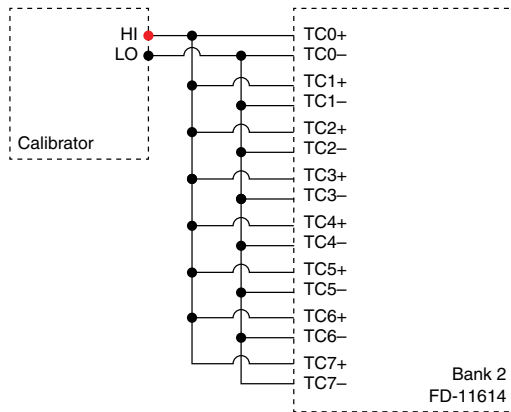 HI
LO
Calibrator
TC0+
TC0–
TC1+
TC1–
TC2+
TC2–
TC3+
TC3–
TC4+
TC4–
TC5+
TC5–
TC6+
TC6–
TC7+
TC7–
Bank 2
FD-11614